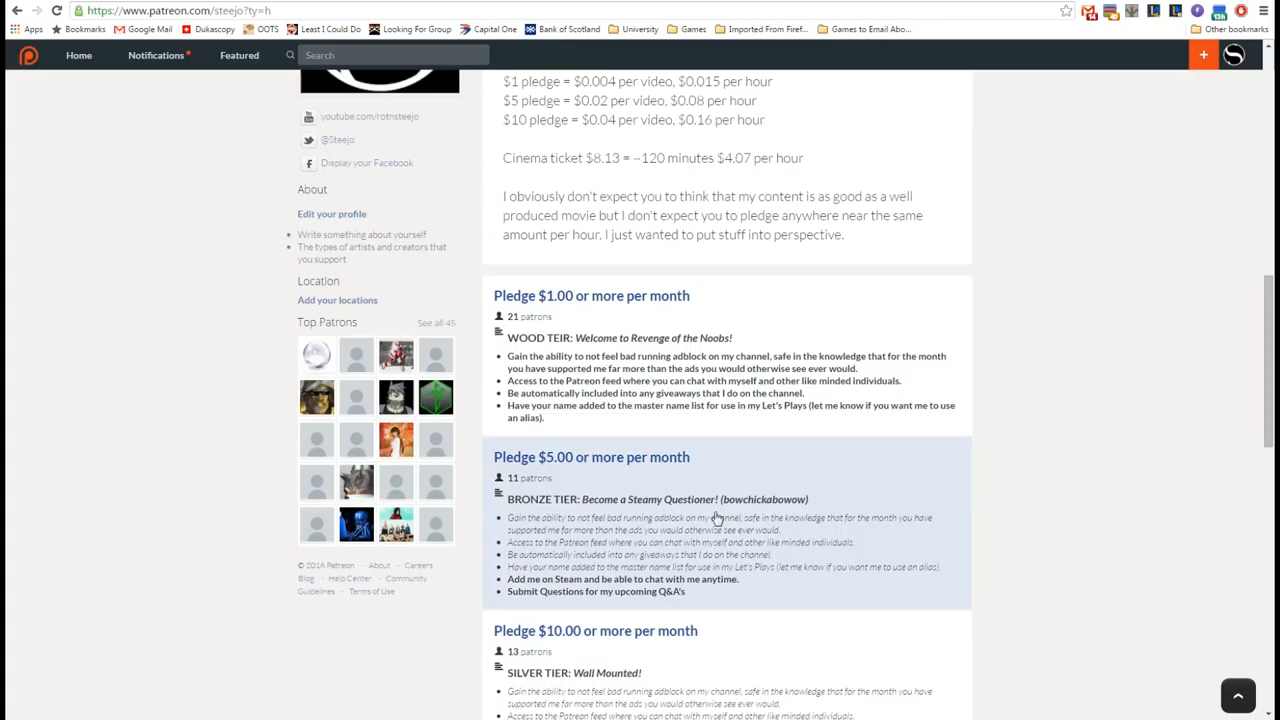 https://www.patreon.com/steejo?ty=h
Apps Bookmarks Google Mail Dukascopy OOTS Least I Could Do Looking For Group Capital One Bank of Scotland University Games Imported From Firef... Games to Email Abo... Other bookmarks
Home Notifications Featured Search +
$1 pledge = $0.004 per video, $0.015 per hour
$5 pledge = $0.02 per video, $0.08 per hour
$10 pledge = $0.04 per video, $0.16 per hour
Cinema ticket $8.13 = ~120 minutes $4.07 per hour
I obviously don't expect you to think that my content is as good as a well
produced movie but I don't expect you to pledge anywhere near the same
amount per hour. I just wanted to put stuff into perspective.
youtube.com/rotnsteejo
@Steejo
Display your Facebook
About
Edit your profile
Write something about yourself
The types of artists and creators that
you support
Location
Add your locations
Top Patrons See all 45
© 2016 Patreon · About · Careers
Blog · Help Center · Community
Guidelines · Terms of Use
Pledge $1.00 or more per month
21 patrons
WOOD TEIR: Welcome to Revenge of the Noobs!
Gain the ability to not feel bad running adblock on my channel, safe in the knowledge that for the month
you have supported me far more than the ads you would otherwise see ever would.
Access to the Patreon feed where you can chat with myself and other like minded individuals.
Be automatically included into any giveaways that I do on the channel.
Have your name added to the master name list for use in my Let's Plays (let me know if you want me to use
an alias).
Pledge $5.00 or more per month
11 patrons
BRONZE TIER: Become a Steamy Questioner! (bowchickabowow)
Gain the ability to not feel bad running adblock on my channel, safe in the knowledge that for the month you have
supported me far more than the ads you would otherwise see ever would.
Access to the Patreon feed where you can chat with myself and other like minded individuals.
Be automatically included into any giveaways that I do on the channel.
Have your name added to the master name list for use in my Let's Plays (let me know if you want me to use an alias).
Add me on Steam and be able to chat with me anytime.
Submit Questions for my upcoming Q&A's
Pledge $10.00 or more per month
13 patrons
SILVER TIER: Wall Mounted!
Gain the ability to not feel bad running adblock on my channel, safe in the knowledge that for the month you have
supported me far more than the ads you would otherwise see ever would.
Access to the Patreon feed where you can chat with myself and other like minded individuals.